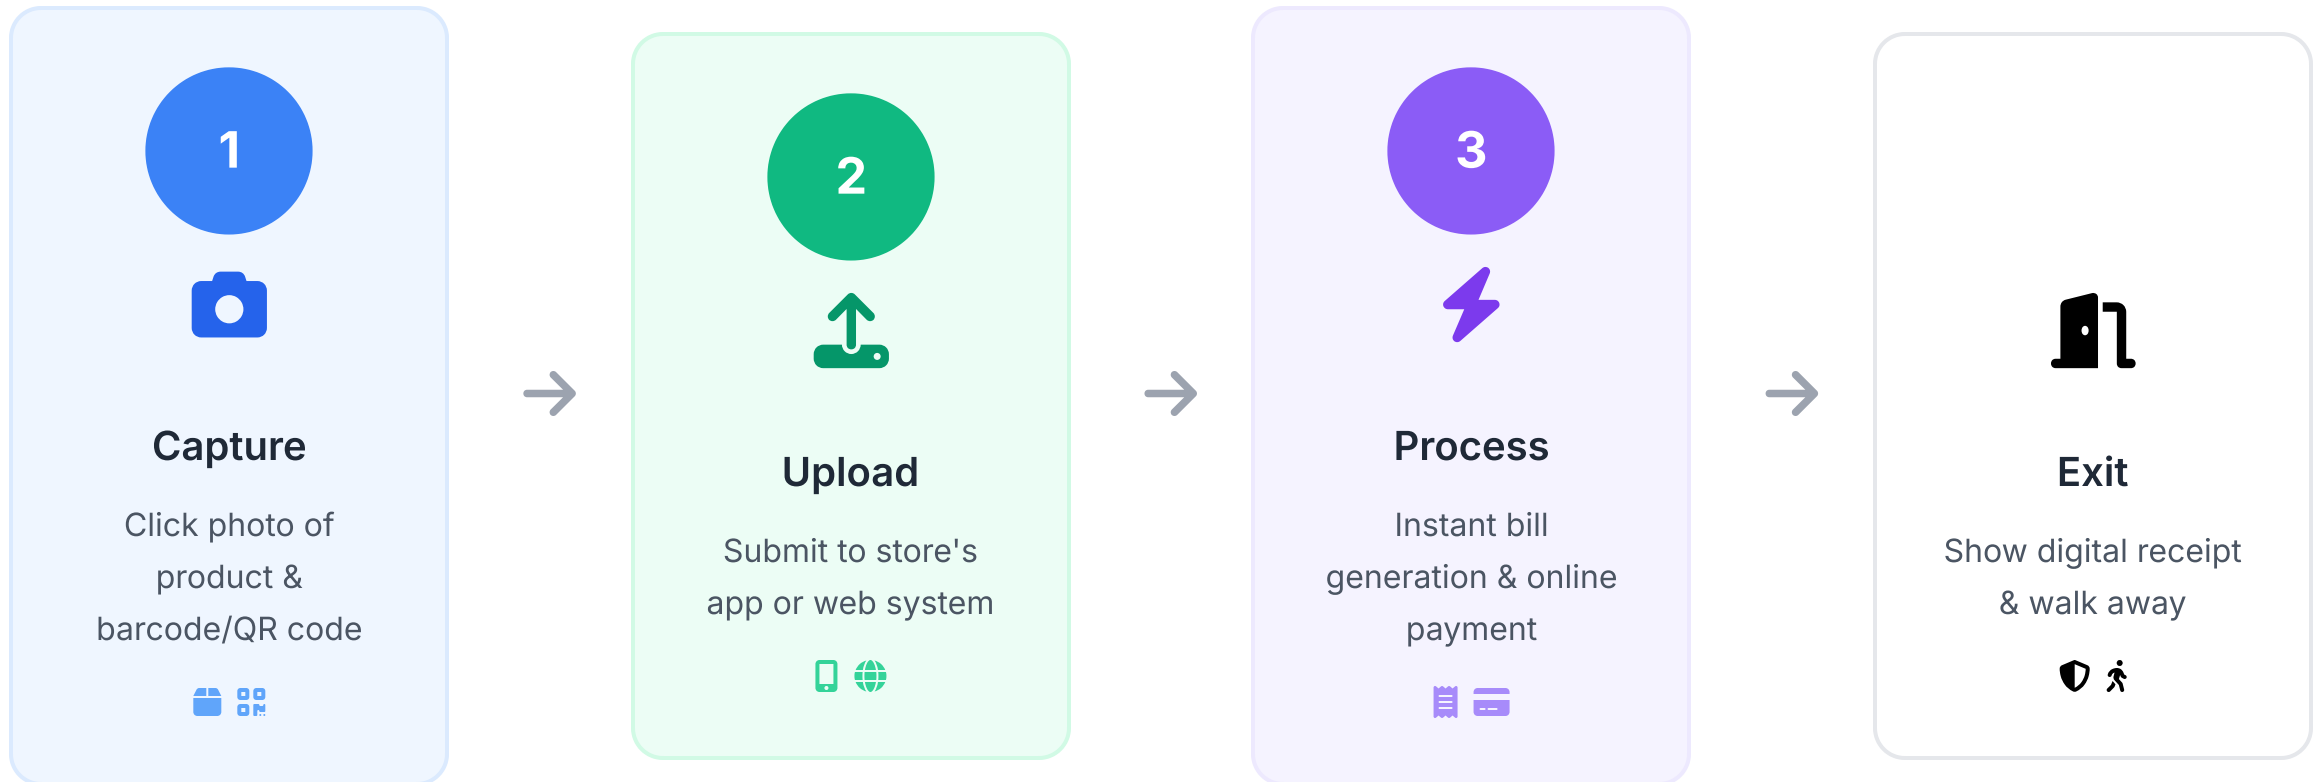 1
Capture
Click photo of
product &
barcode/QR code
2
Upload
Submit to store's
app or web system
3
Process
Instant bill
generation & online
payment
Exit
Show digital receipt
& walk away